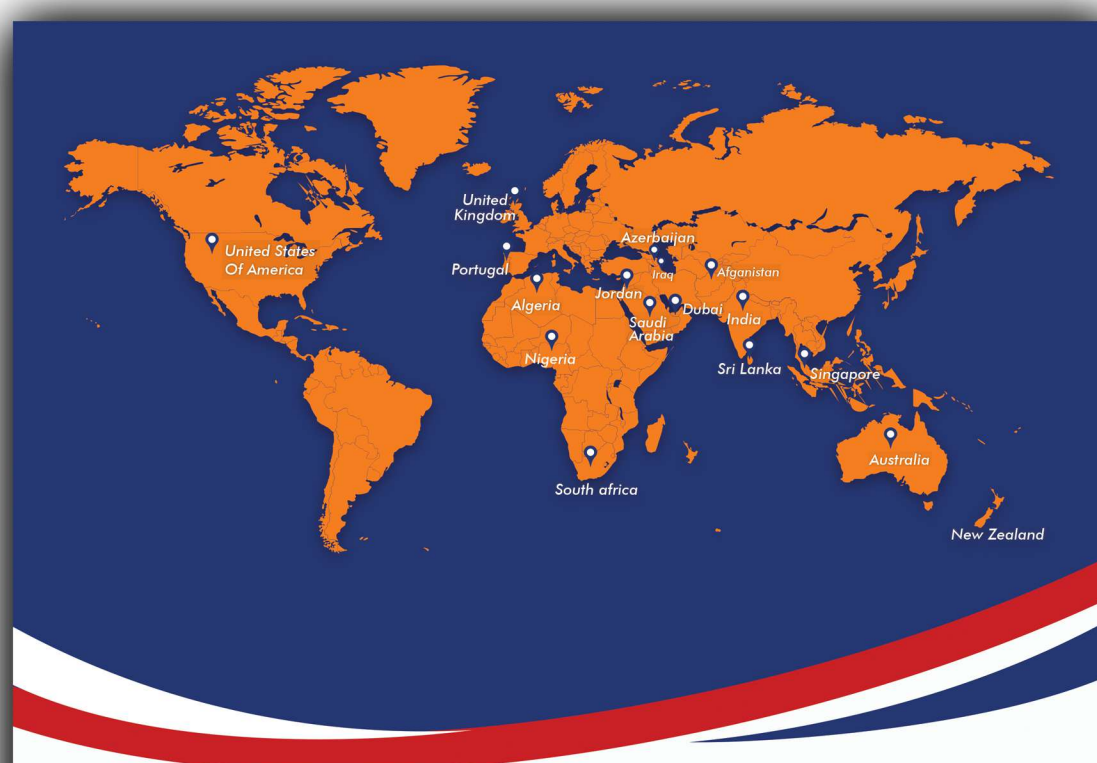 United
Kingdom
United States
Of America
Azerbaijan
Portugal
Iraq
Afganistan
Algeria
Jordan
Dubai
Saudi
Arabia
India
Nigeria
Sri Lanka
Singapore
Australia
South africa
New Zealand